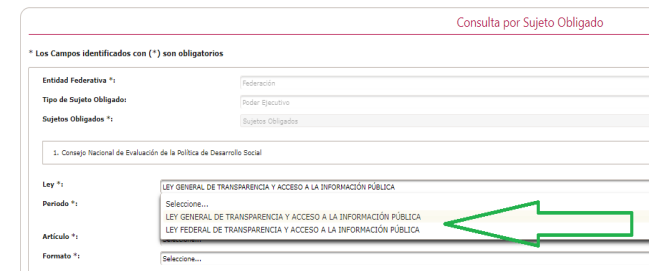 Consulta por Sujeto Obligado
* Los Campos identificados con (*) son obligatorios
Entidad Federativa *:
Federación
Tipo de Sujeto Obligado:
Poder Ejecutivo
Sujetos Obligados *:
Sujetos Obligados
1. Consejo Nacional de Evaluación de la Política de Desarrollo Social
Ley *:
LEY GENERAL DE TRANSPARENCIA Y ACCESO A LA INFORMACIÓN PÚBLICA
Periodo *:
Seleccione...
LEY GENERAL DE TRANSPARENCIA Y ACCESO A LA INFORMACIÓN PÚBLICA
LEY FEDERAL DE TRANSPARENCIA Y ACCESO A LA INFORMACIÓN PÚBLICA
Artículo *:
Formato *:
Seleccione...